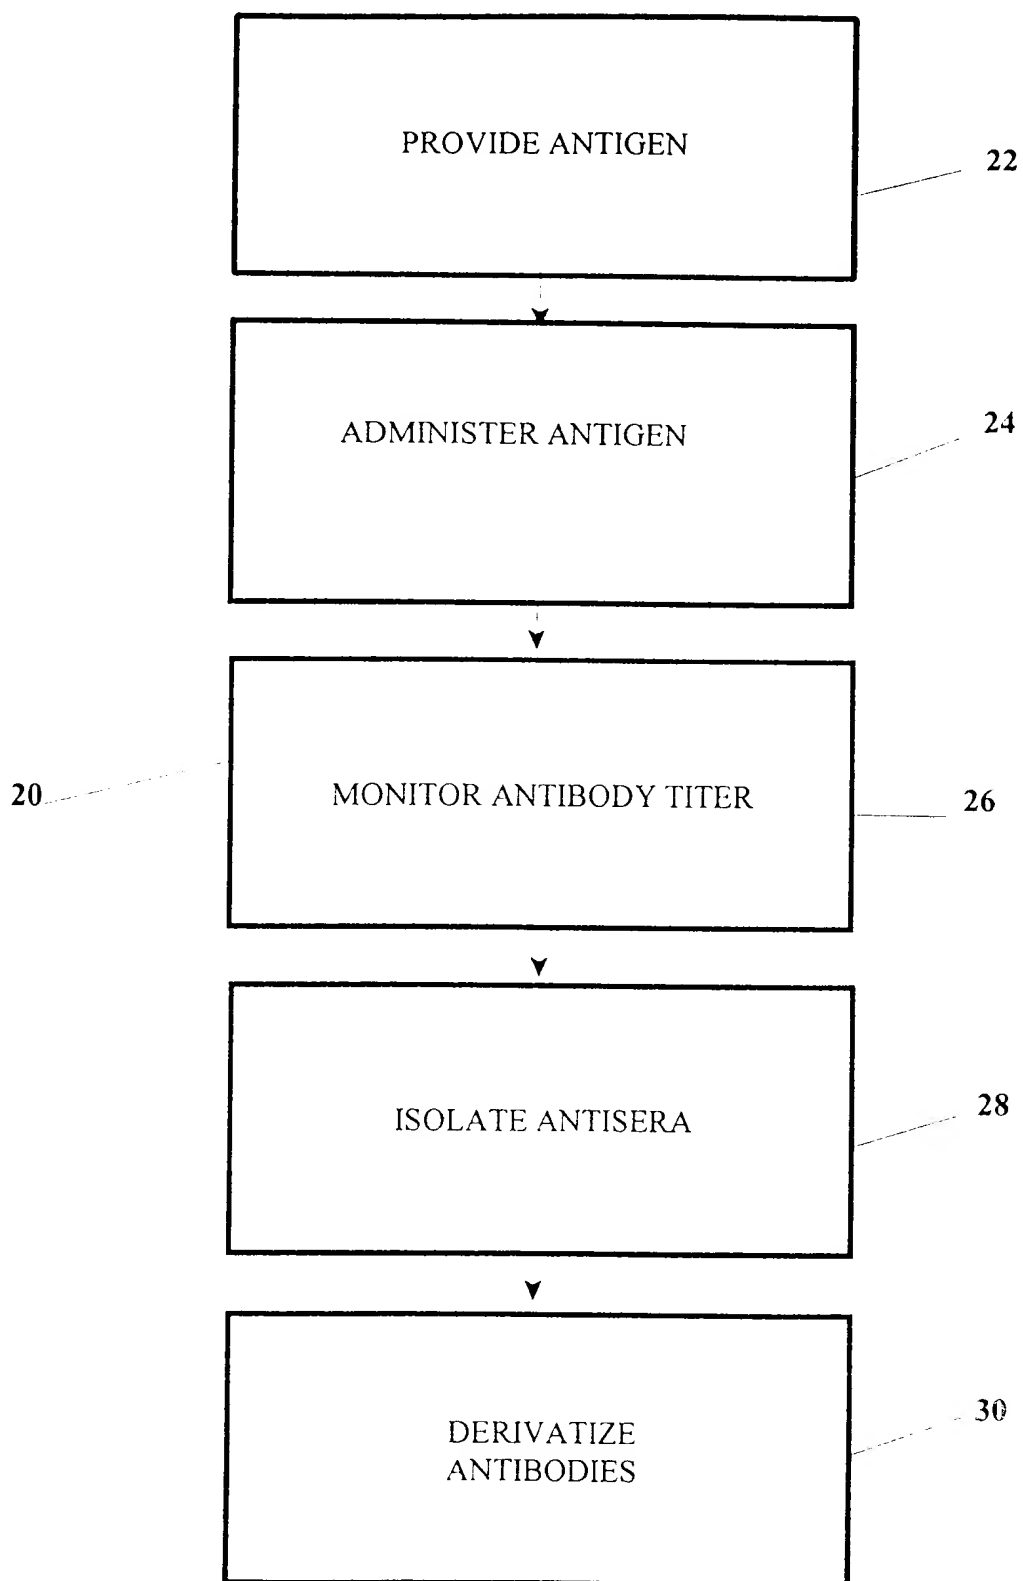 PROVIDE ANTIGEN
22
ADMINISTER ANTIGEN
24
20
MONITOR ANTIBODY TITER
26
ISOLATE ANTISERA
28
DERIVATIZE
ANTIBODIES
30